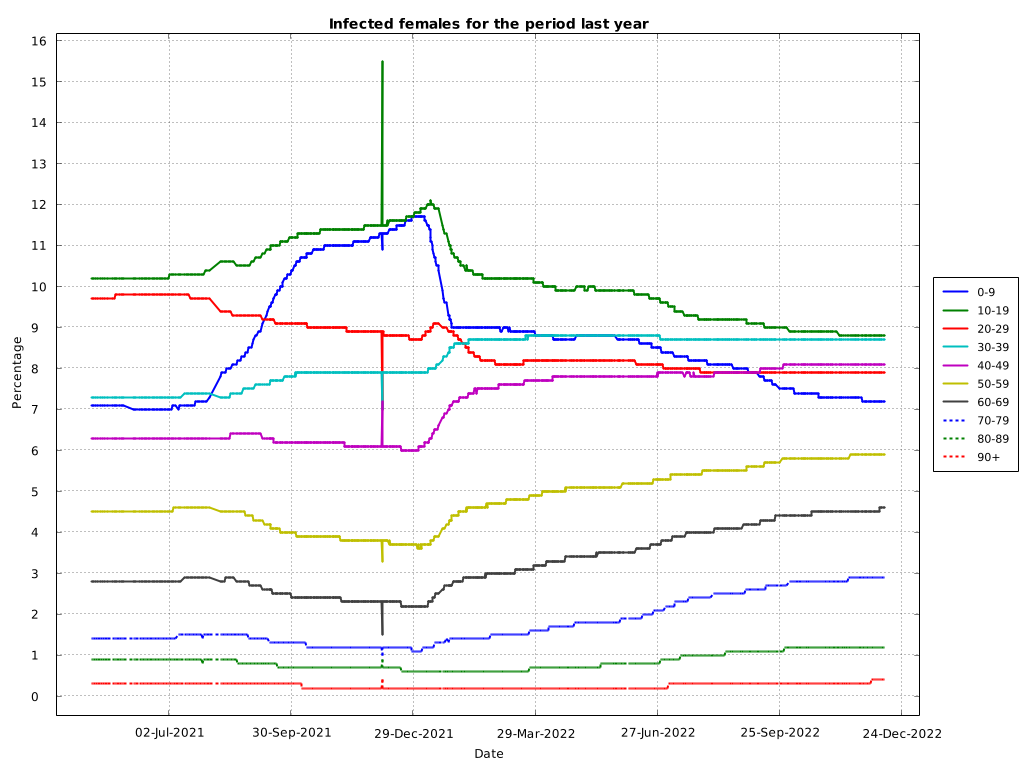 Infected females for the period last year
16
15
14
13
12
11
10
9
8
7
6
5
4
3
2
1
0
Percentage
02-Jul-2021
30-Sep-2021
29-Dec-2021
29-Mar-2022
27-Jun-2022
25-Sep-2022
24-Dec-2022
Date
0-9
10-19
20-29
30-39
40-49
50-59
60-69
70-79
80-89
90+